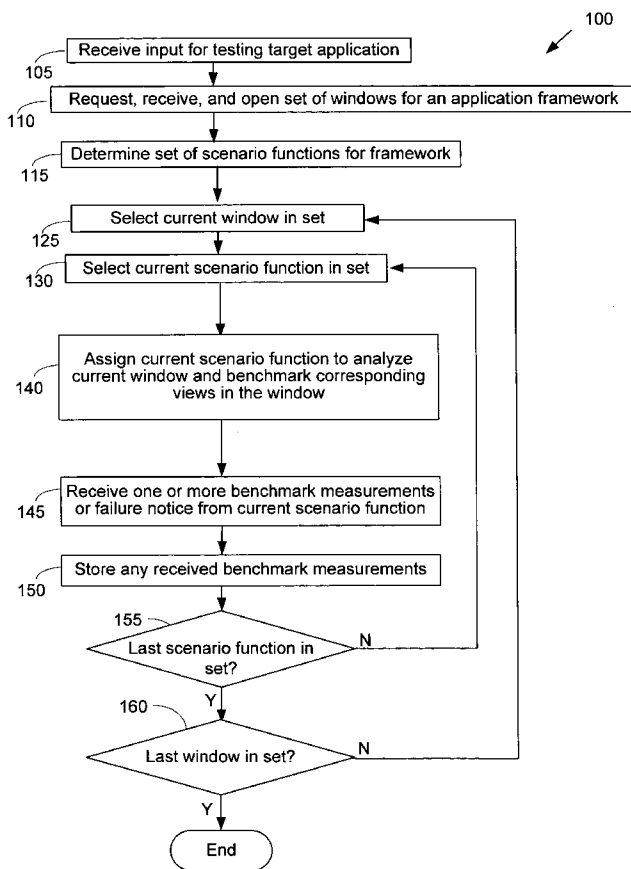 100
Receive input for testing target application
105
Request, receive, and open set of windows for an application framework
110
Determine set of scenario functions for framework
115
Select current window in set
125
Select current scenario function in set
130
Assign current scenario function to analyze
current window and benchmark corresponding
views in the window
140
Receive one or more benchmark measurements
or failure notice from current scenario function
145
Store any received benchmark measurements
150
155
Last scenario function in
set?
N
Y
160
Last window in set?
N
Y
End